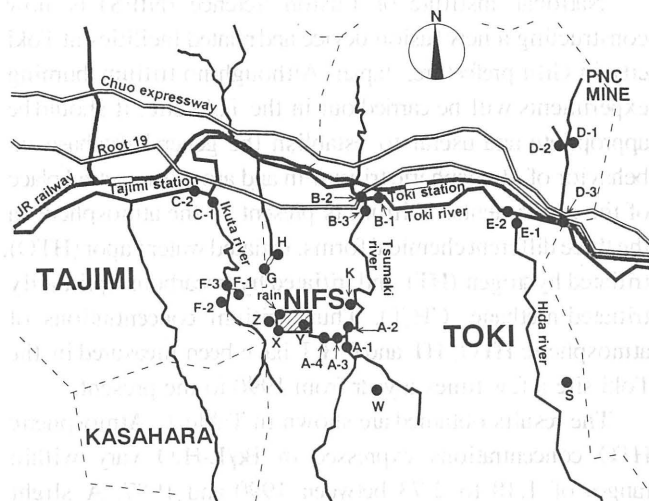 N
PNC
MINE
Chuo expressway
Root 19
JR railway
Tajimi station
D-1
D-2
D-3
C-2
C-1
Ikuta river
B-2
B-1
B-3
Toki station
Toki river
E-2
E-1
Tsumaki
river
H
G
rain
K
TAJIMI
F-3
F-1
F-2
NIFS
Z
X
Y
A-2
A-1
A-3
A-4
TOKI
Hida river
W
S
KASAHARA